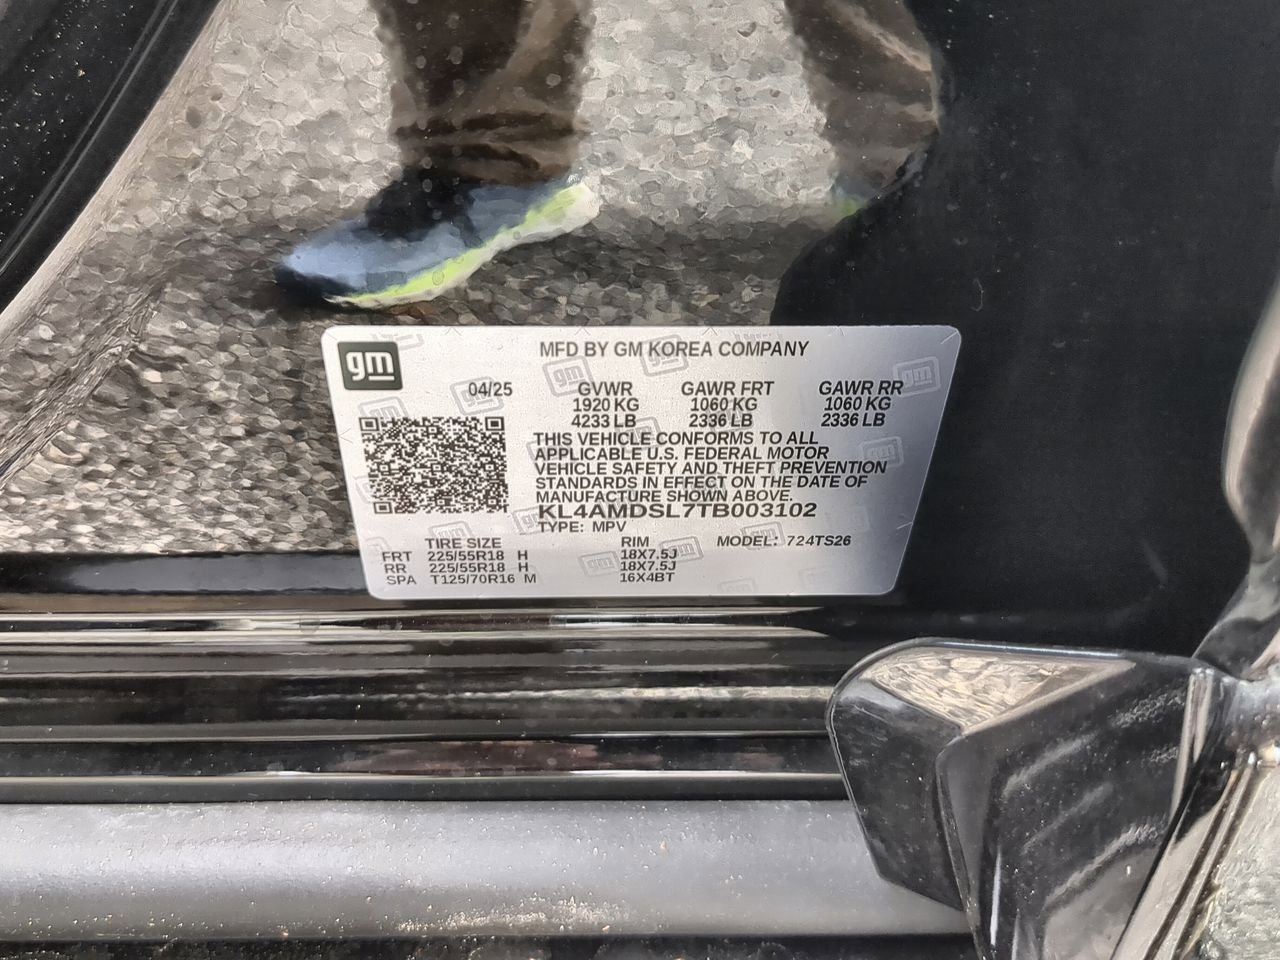 gm
MFD BY GM KOREA COMPANY
04/25 GVWR GAWR FRT GAWR RR
1920 KG 1060 KG 1060 KG
4233 LB 2336 LB 2336 LB
THIS VEHICLE CONFORMS TO ALL
APPLICABLE U.S. FEDERAL MOTOR
VEHICLE SAFETY AND THEFT PREVENTION
STANDARDS IN EFFECT ON THE DATE OF
MANUFACTURE SHOWN ABOVE.
KL4AMDSL7TB003102
TYPE: MPV
TIRE SIZE RIM MODEL: 724TS26
FRT 225/55R18 H 18X7.5J
RR 225/55R18 H 18X7.5J
SPA T125/70R16 M 16X4BT